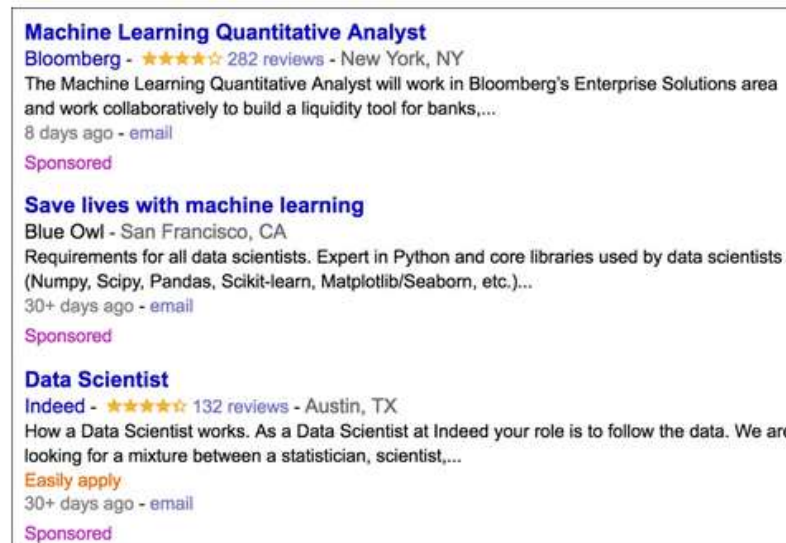 Machine Learning Quantitative Analyst
Bloomberg - 282 reviews - New York, NY
The Machine Learning Quantitative Analyst will work in Bloomberg's Enterprise Solutions area
and work collaboratively to build a liquidity tool for banks,...
8 days ago - email
Sponsored
Save lives with machine learning
Blue Owl - San Francisco, CA
Requirements for all data scientists. Expert in Python and core libraries used by data scientists
(Numpy, Scipy, Pandas, Scikit-learn, Matplotlib/Seaborn, etc.)...
30+ days ago - email
Sponsored
Data Scientist
Indeed - 132 reviews - Austin, TX
How a Data Scientist works. As a Data Scientist at Indeed your role is to follow the data. We are
looking for a mixture between a statistician, scientist,...
Easily apply
30+ days ago - email
Sponsored